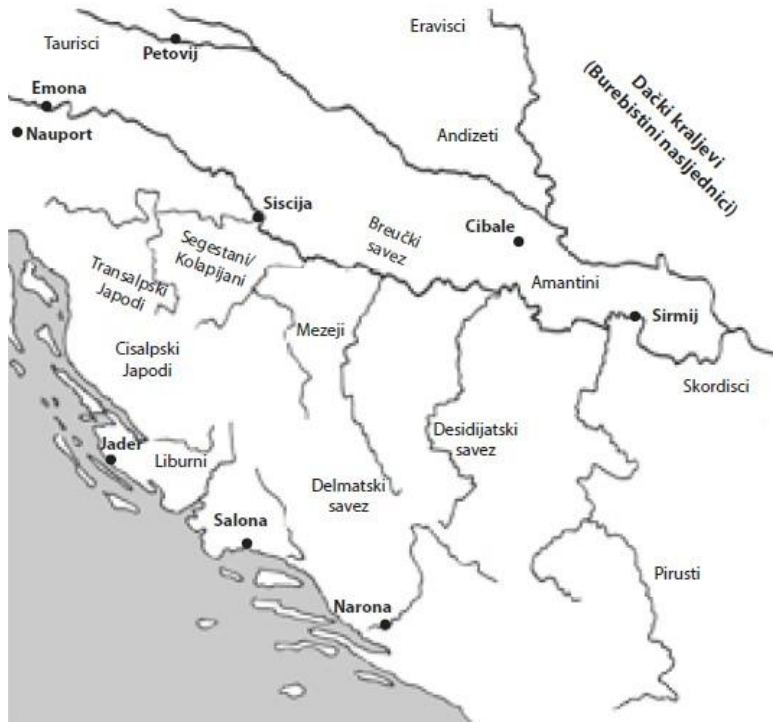 Eravisci
Taurisci
Petovij
Dački kraljevi
(Burebistini nasljednici)
Emona
Nauport
Andizeti
Siscija
Cibale
Breučki
savez
Segestani/
Kolapijani
Transalpski
Japodi
Amantini
Sirmij
Mezeji
Cisalpski
Japodi
Skordisci
Desidijatski
savez
Jader
Liburni
Delmatski
savez
Salona
Pirusti
Narona